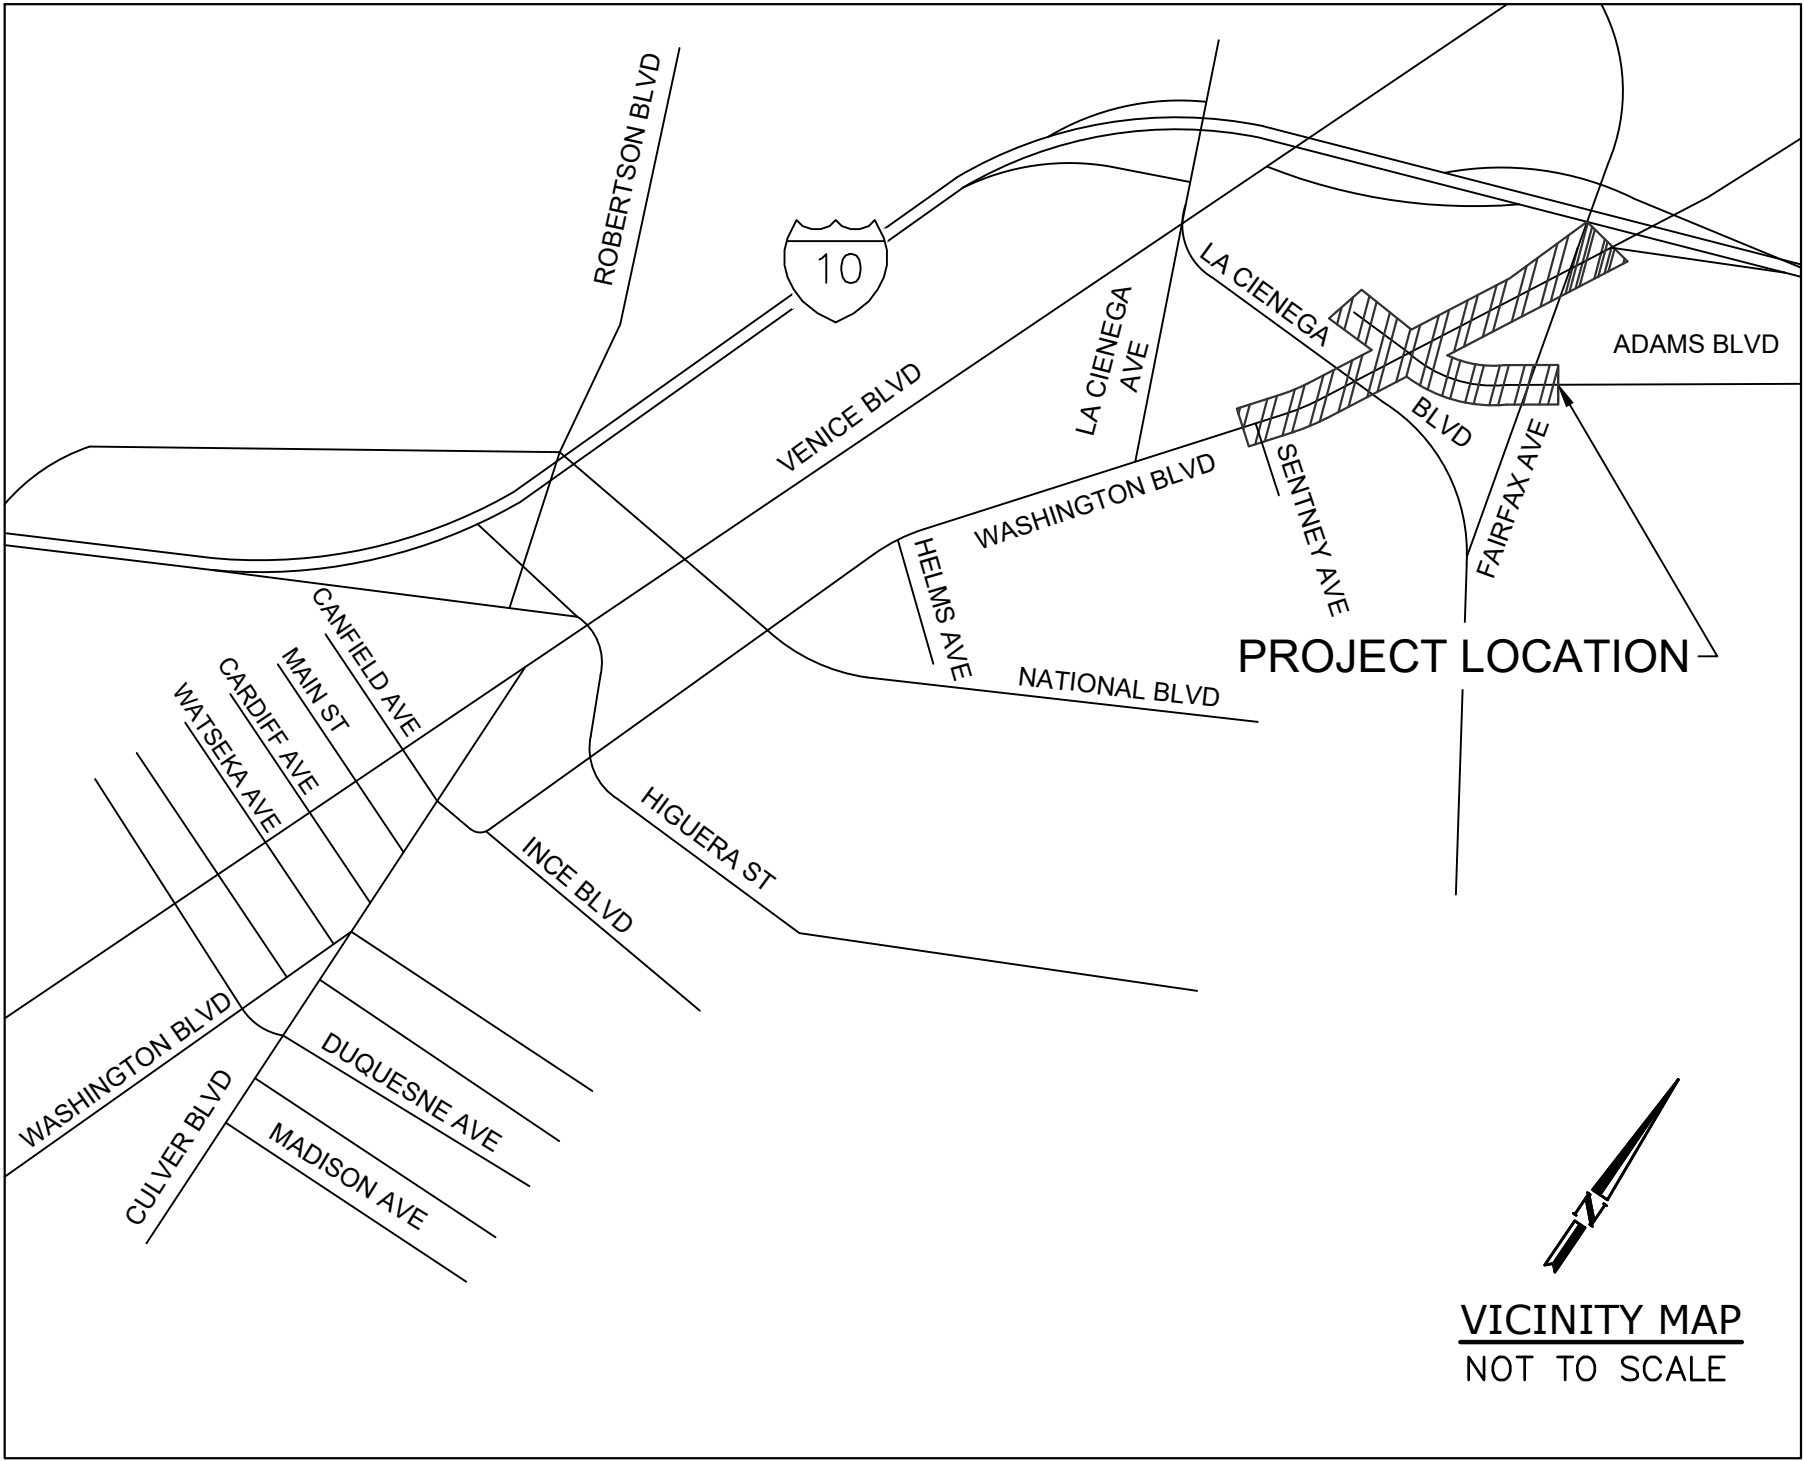 ROBERTSON BLVD
10
VENICE BLVD
LA CIENEGA
AVE
LA CIENEGA
BLVD
ADAMS BLVD
WASHINGTON BLVD
SENTNEY AVE
FAIRFAX AVE
HELMS AVE
PROJECT LOCATION
NATIONAL BLVD
CANFIELD AVE
MAIN ST
CARDIFF AVE
WATSEKA AVE
HIGUERA ST
INCE BLVD
WASHINGTON BLVD
CULVER BLVD
DUQUESNE AVE
MADISON AVE
N
VICINITY MAP
NOT TO SCALE